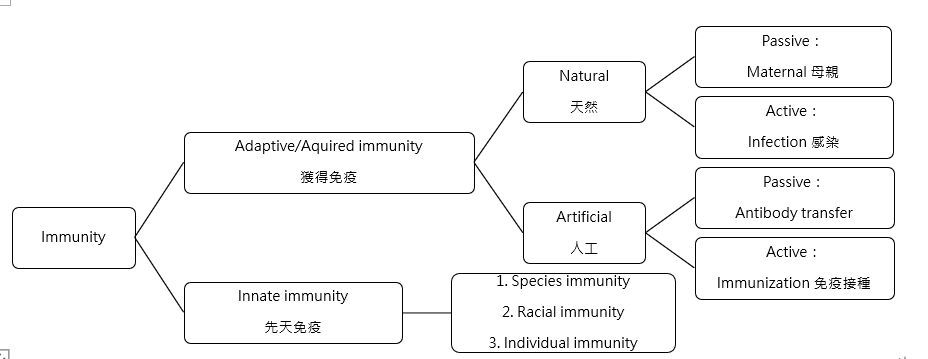 Immunity
Adaptive/Aquired immunity
獲得免疫
Natural
天然
Passive：
Maternal 母親
Active：
Infection 感染
Artificial
人工
Passive：
Antibody transfer
Active：
Immunization 免疫接種
Innate immunity
先天免疫
1. Species immunity
2. Racial immunity
3. Individual immunity